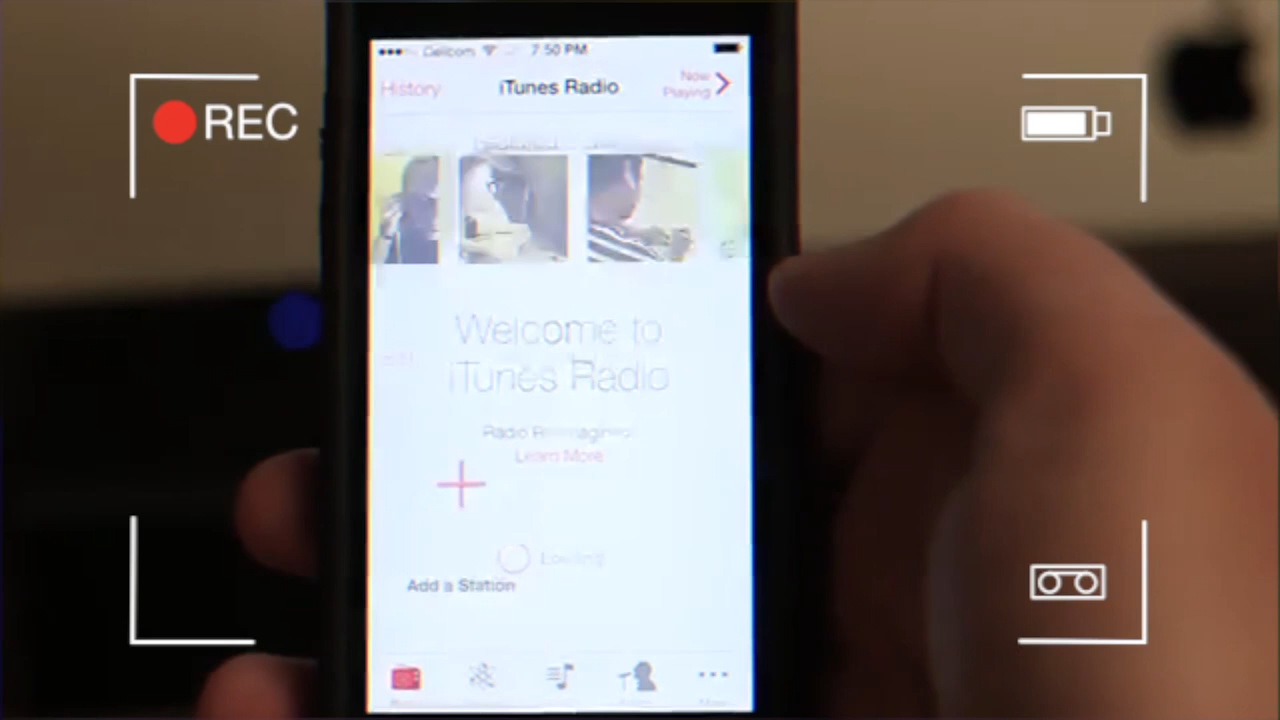 REC
Cellcom 7:50 PM
History
iTunes Radio
Now
Playing
Welcome to
iTunes Radio
Learn More
Loading
Add a Station